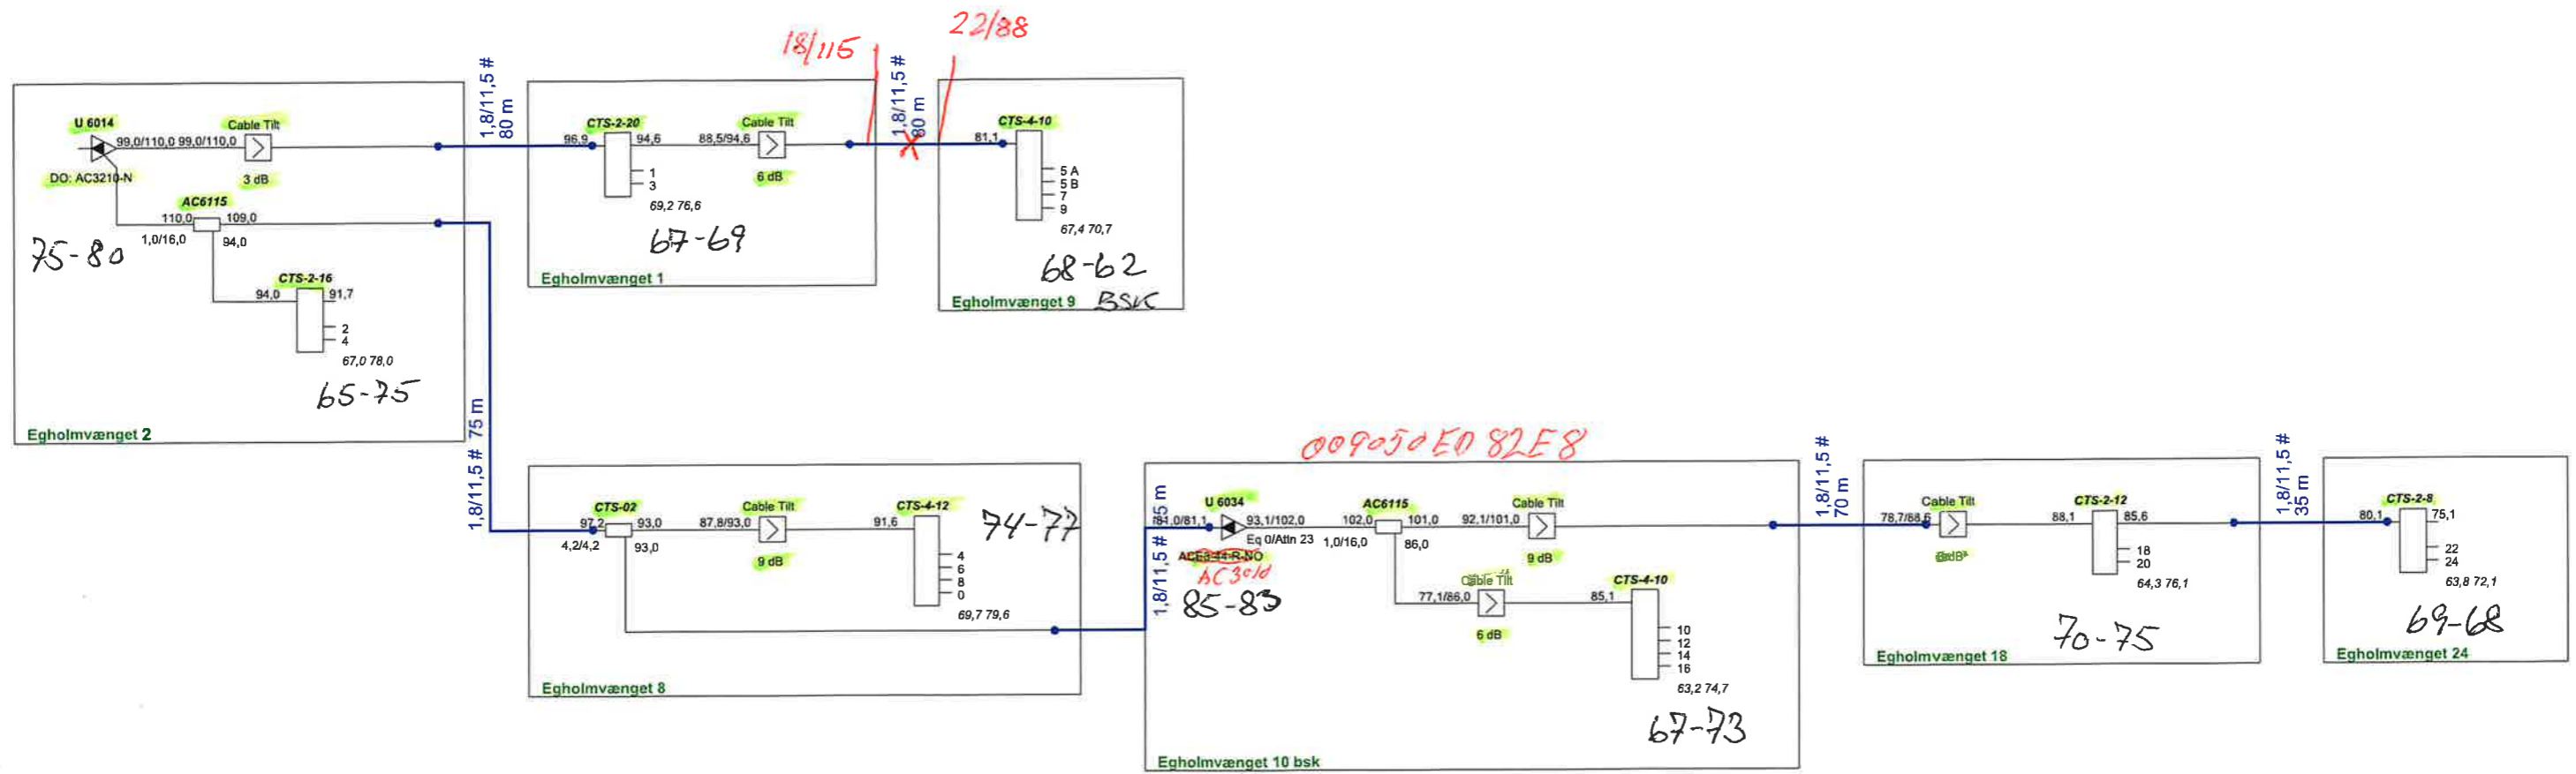 18/115
22/88
1,8/11,5 #
80 m
1,8/11,5 #
80 m
U 6014
99,0/110,0 99,0/110,0
Cable Tilt
3 dB
DO: AC3210-N
AC6115
110,0
109,0
1,0/16,0
94,0
75-80
CTS-2-16
94,0
91,7
2
4
67,0 78,0
65-75
Egholmvænget 2
CTS-2-20
96,9
94,6
88,5/94,6
Cable Tilt
6 dB
1
3
69,2 76,6
67-69
Egholmvænget 1
CTS-4-10
81,1
5 A
5 B
7
9
67,4 70,7
68-62
BSK
Egholmvænget 9
1,8/11,5 # 75 m
CTS-02
97,2
93,0
87,8/93,0
4,2/4,2
93,0
Cable Tilt
9 dB
CTS-4-12
91,6
74-77
4
6
8
0
69,7 79,6
Egholmvænget 8
009050ED82E8
1,8/11,5 #
U 6034
93,1/102,0
Eq 0/Attn 23
AC3old
85-83
AC6115
102,0
101,0
1,0/16,0
86,0
92,1/101,0
Cable Tilt
9 dB
Cable Tilt
77,1/86,0
6 dB
CTS-4-10
85,1
10
12
14
16
63,2 74,7
67-73
Egholmvænget 10 bsk
1,8/11,5 #
70 m
78,7/88,6
Cable Tilt
CTS-2-12
88,1
85,6
18
20
64,3 76,1
70-75
Egholmvænget 18
1,8/11,5 #
35 m
CTS-2-8
80,1
75,1
22
24
63,8 72,1
69-68
Egholmvænget 24